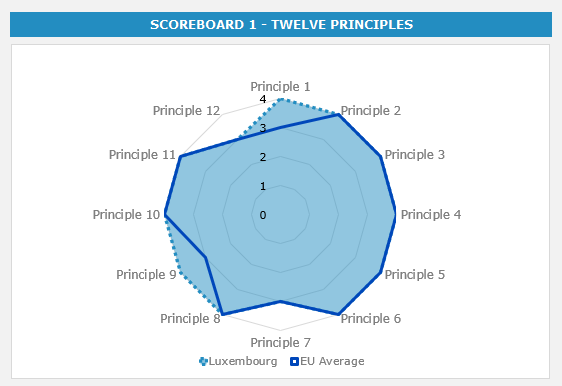 SCOREBOARD 1 - TWELVE PRINCIPLES
Principle 1
Principle 12
4
Principle 2
3
Principle 11
Principle 3
2
1
Principle 10
0
Principle 4
Principle 9
Principle 5
Principle 8
Principle 6
Principle 7
Luxembourg EU Average